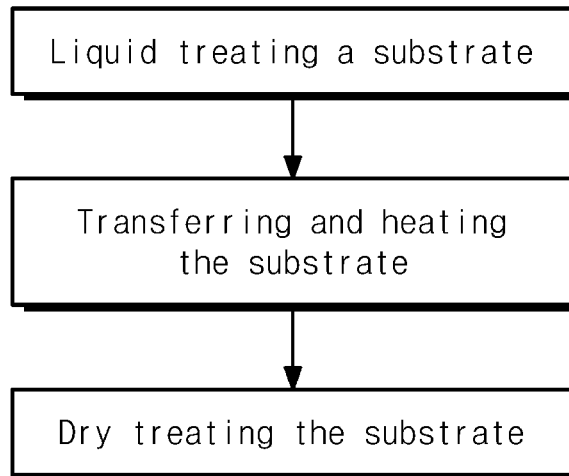 Liquid treating a substrate
Transferring and heating
the substrate
Dry treating the substrate